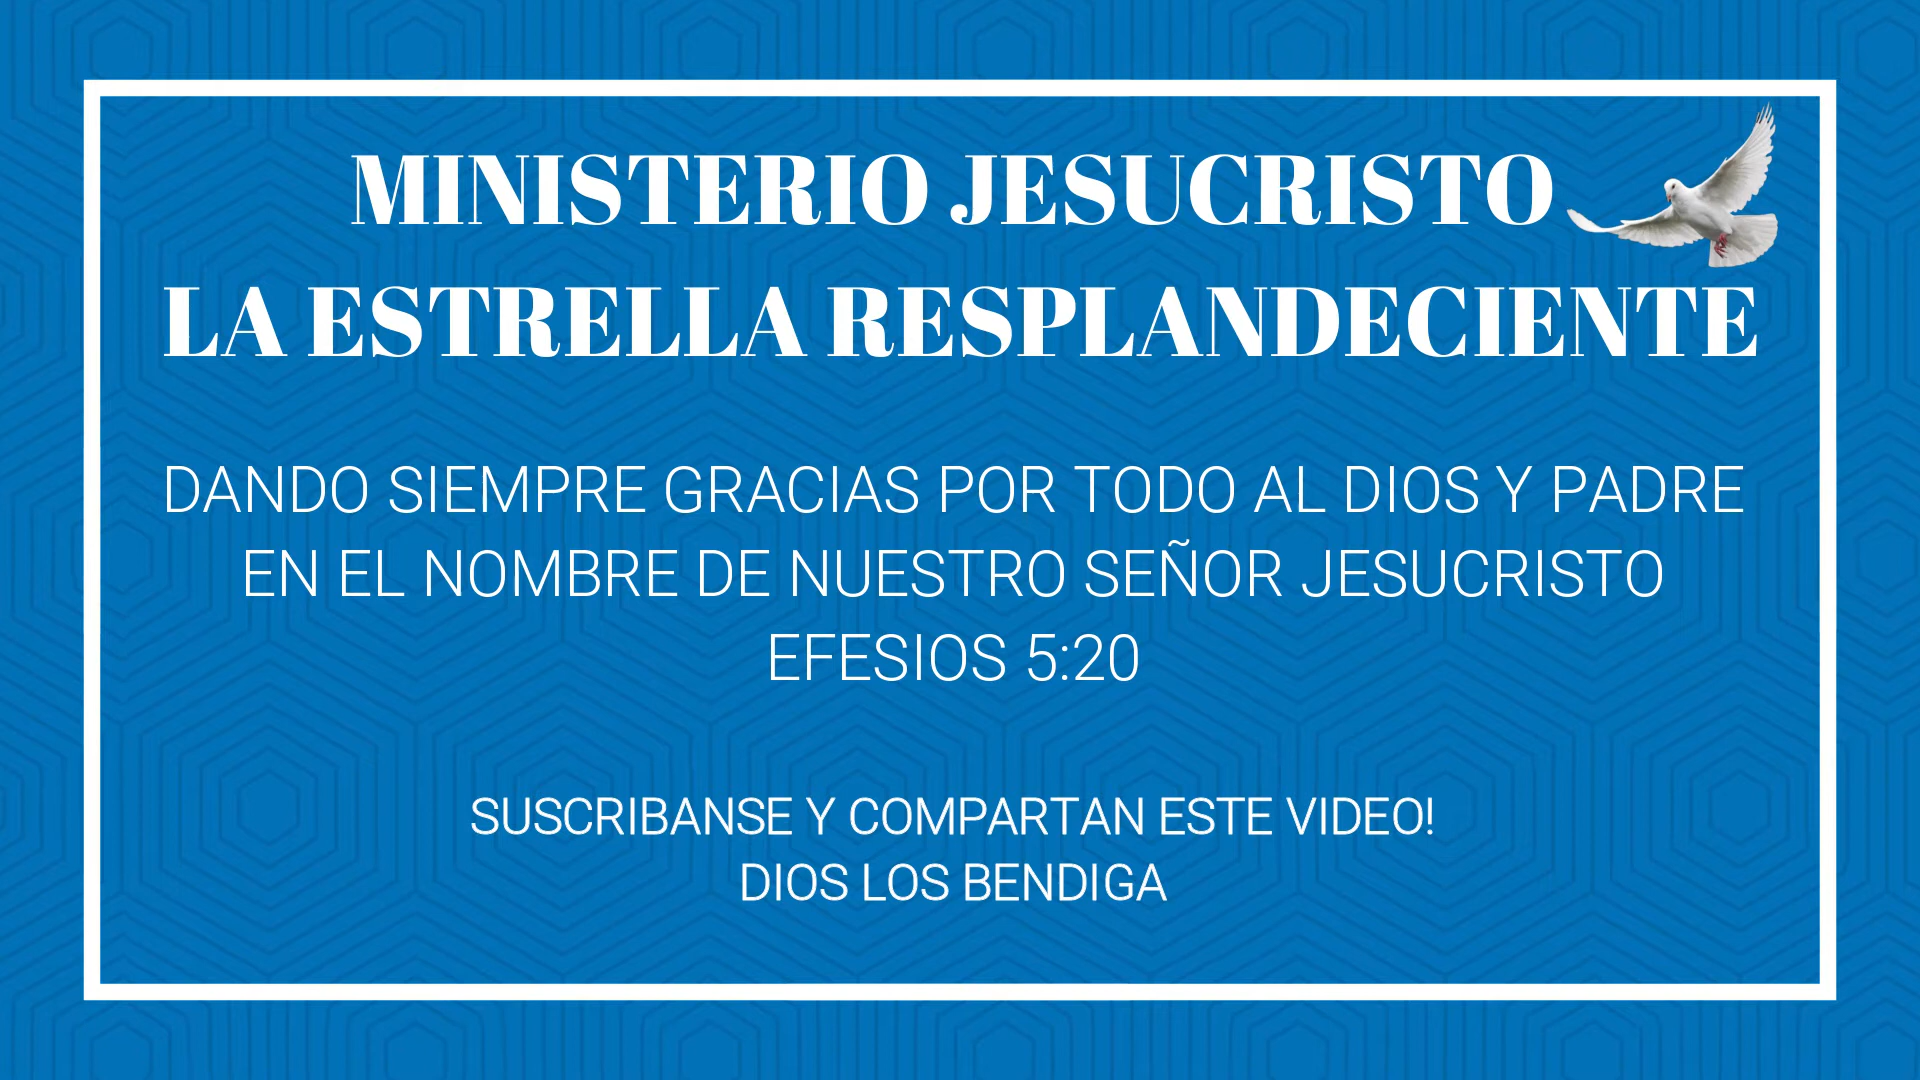 MINISTERIO JESUCRISTO
LA ESTRELLA RESPLANDECIENTE
DANDO SIEMPRE GRACIAS POR TODO AL DIOS Y PADRE
EN EL NOMBRE DE NUESTRO SEÑOR JESUCRISTO
EFESIOS 5:20
SUSCRIBANSE Y COMPARTAN ESTE VIDEO!
DIOS LOS BENDIGA